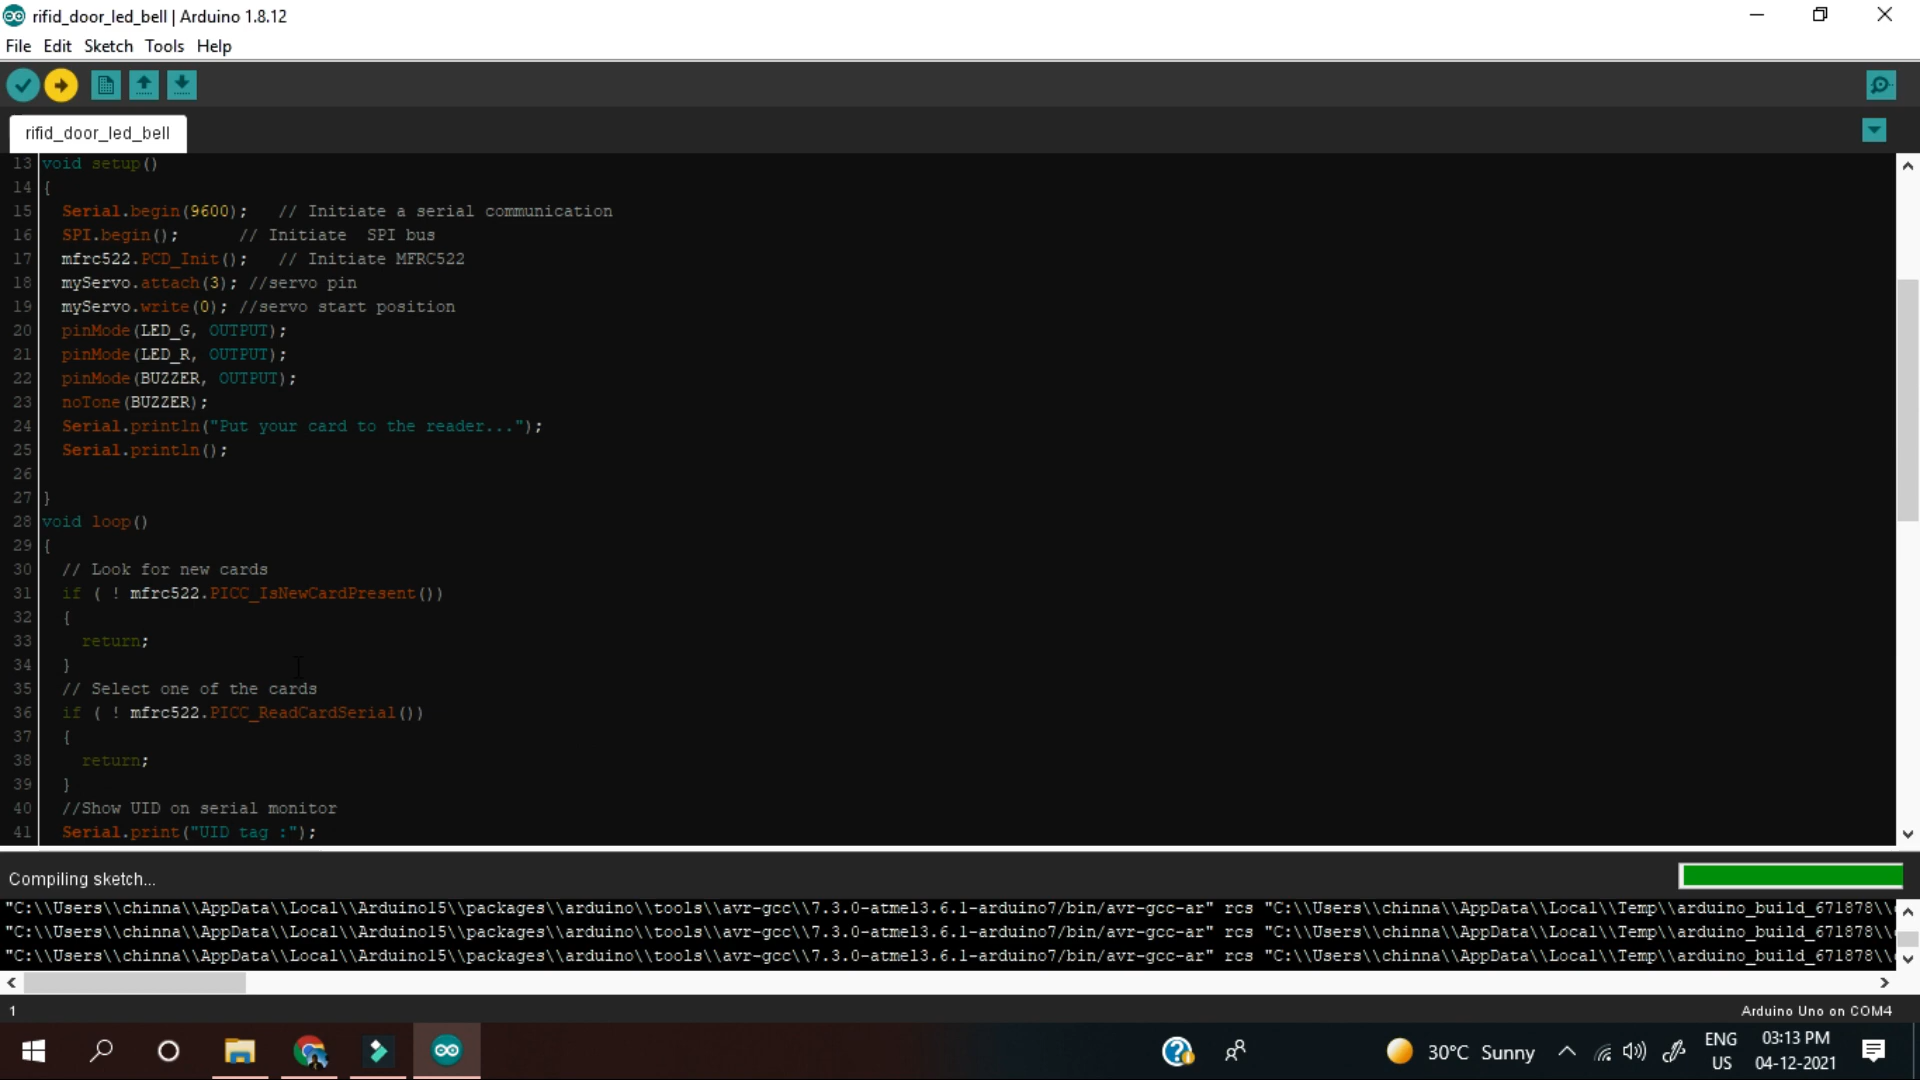 rifid_door_led_bell | Arduino 1.8.12
File Edit Sketch Tools Help
rifid_door_led_bell
13 void setup()
14 {
15 Serial.begin(9600); // Initiate a serial communication
16 SPI.begin(); // Initiate SPI bus
17 mfrc522.PCD_Init(); // Initiate MFRC522
18 myServo.attach(3); //servo pin
19 myServo.write(0); //servo start position
20 pinMode(LED_G, OUTPUT);
21 pinMode(LED_R, OUTPUT);
22 pinMode(BUZZER, OUTPUT);
23 noTone(BUZZER);
24 Serial.println("Put your card to the reader...");
25 Serial.println();
26
27 }
28 void loop()
29 {
30 // Look for new cards
31 if ( ! mfrc522.PICC_IsNewCardPresent())
32 {
33 return;
34 }
35 // Select one of the cards
36 if ( ! mfrc522.PICC_ReadCardSerial())
37 {
38 return;
39 }
40 //Show UID on serial monitor
41 Serial.print("UID tag :");
Compiling sketch...
"C:\\Users\\chinna\\AppData\\Local\\Arduino15\\packages\\arduino\\tools\\avr-gcc\\7.3.0-atmel3.6.1-arduino7/bin/avr-gcc-ar" rcs "C:\\Users\\chinna\\AppData\\Local\\Temp\\arduino_build_671878\\
"C:\\Users\\chinna\\AppData\\Local\\Arduino15\\packages\\arduino\\tools\\avr-gcc\\7.3.0-atmel3.6.1-arduino7/bin/avr-gcc-ar" rcs "C:\\Users\\chinna\\AppData\\Local\\Temp\\arduino_build_671878\\
"C:\\Users\\chinna\\AppData\\Local\\Arduino15\\packages\\arduino\\tools\\avr-gcc\\7.3.0-atmel3.6.1-arduino7/bin/avr-gcc-ar" rcs "C:\\Users\\chinna\\AppData\\Local\\Temp\\arduino_build_671878\\
1 Arduino Uno on COM4
30°C Sunny
ENG
US
03:13 PM
04-12-2021